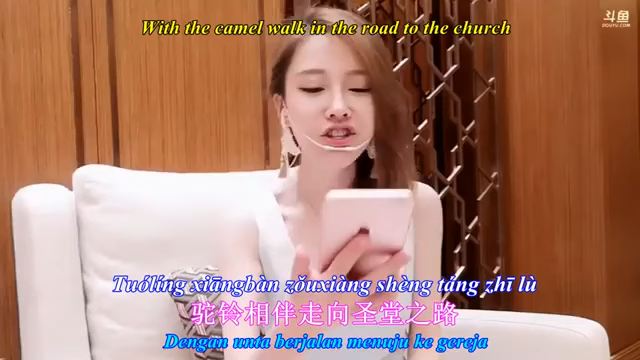 With the camel walk in the road to the church
斗鱼
DOUYU.COM
Tuólíng xiāngbàn zǒuxiàng shèng táng zhī lù
驼铃相伴走向圣堂之路
Dengan unta berjalan menuju ke gereja